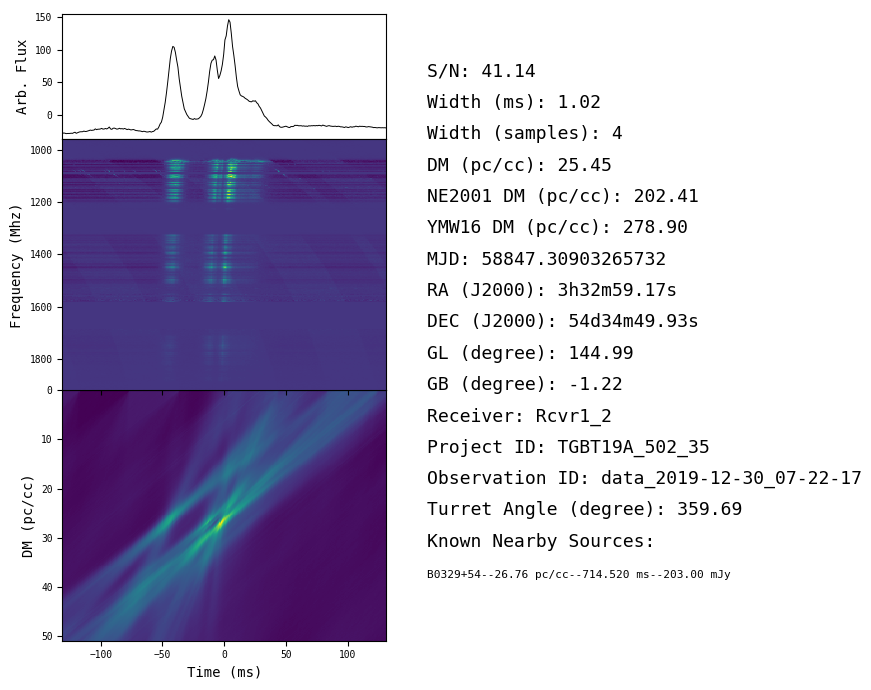 150
100
50
0
Arb. Flux
1000
1200
1400
1600
1800
Frequency (Mhz)
0
10
20
30
40
50
DM (pc/cc)
−100
−50
0
50
100
Time (ms)
S/N: 41.14
Width (ms): 1.02
Width (samples): 4
DM (pc/cc): 25.45
NE2001 DM (pc/cc): 202.41
YMW16 DM (pc/cc): 278.90
MJD: 58847.30903265732
RA (J2000): 3h32m59.17s
DEC (J2000): 54d34m49.93s
GL (degree): 144.99
GB (degree): -1.22
Receiver: Rcvr1_2
Project ID: TGBT19A_502_35
Observation ID: data_2019-12-30_07-22-17
Turret Angle (degree): 359.69
Known Nearby Sources:
B0329+54--26.76 pc/cc--714.520 ms--203.00 mJy